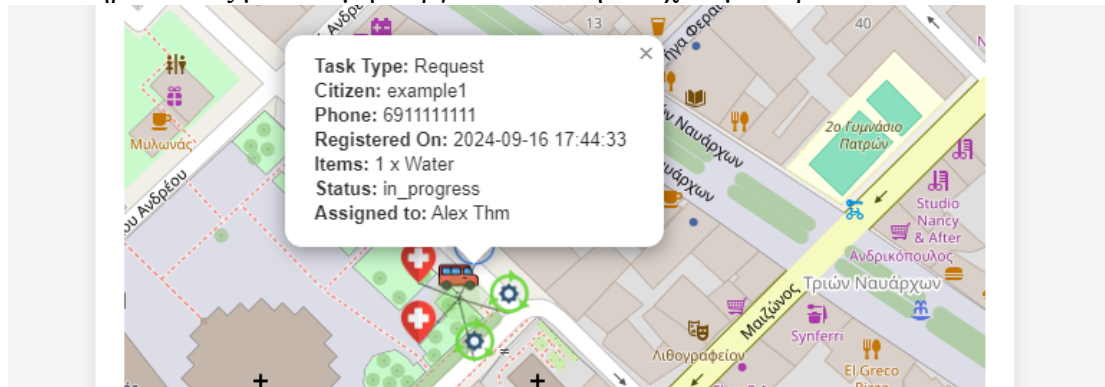 13
40
Task Type: Request
Citizen: example1
Phone: 6911111111
Registered On: 2024-09-16 17:44:33
Items: 1 x Water
Status: in_progress
Assigned to: Alex Thm
×
Μυλωνάς
ου Ανδρέου
Ναυάρχων
Ναυάρχων
2ο Γυμνάσιο
Πατρών
Studio
Nancy
& After
Ανδρικόπουλος
Τριών Ναυάρχων
Μαιζώνος
Synferri
Λιθογραφείον
El Greco